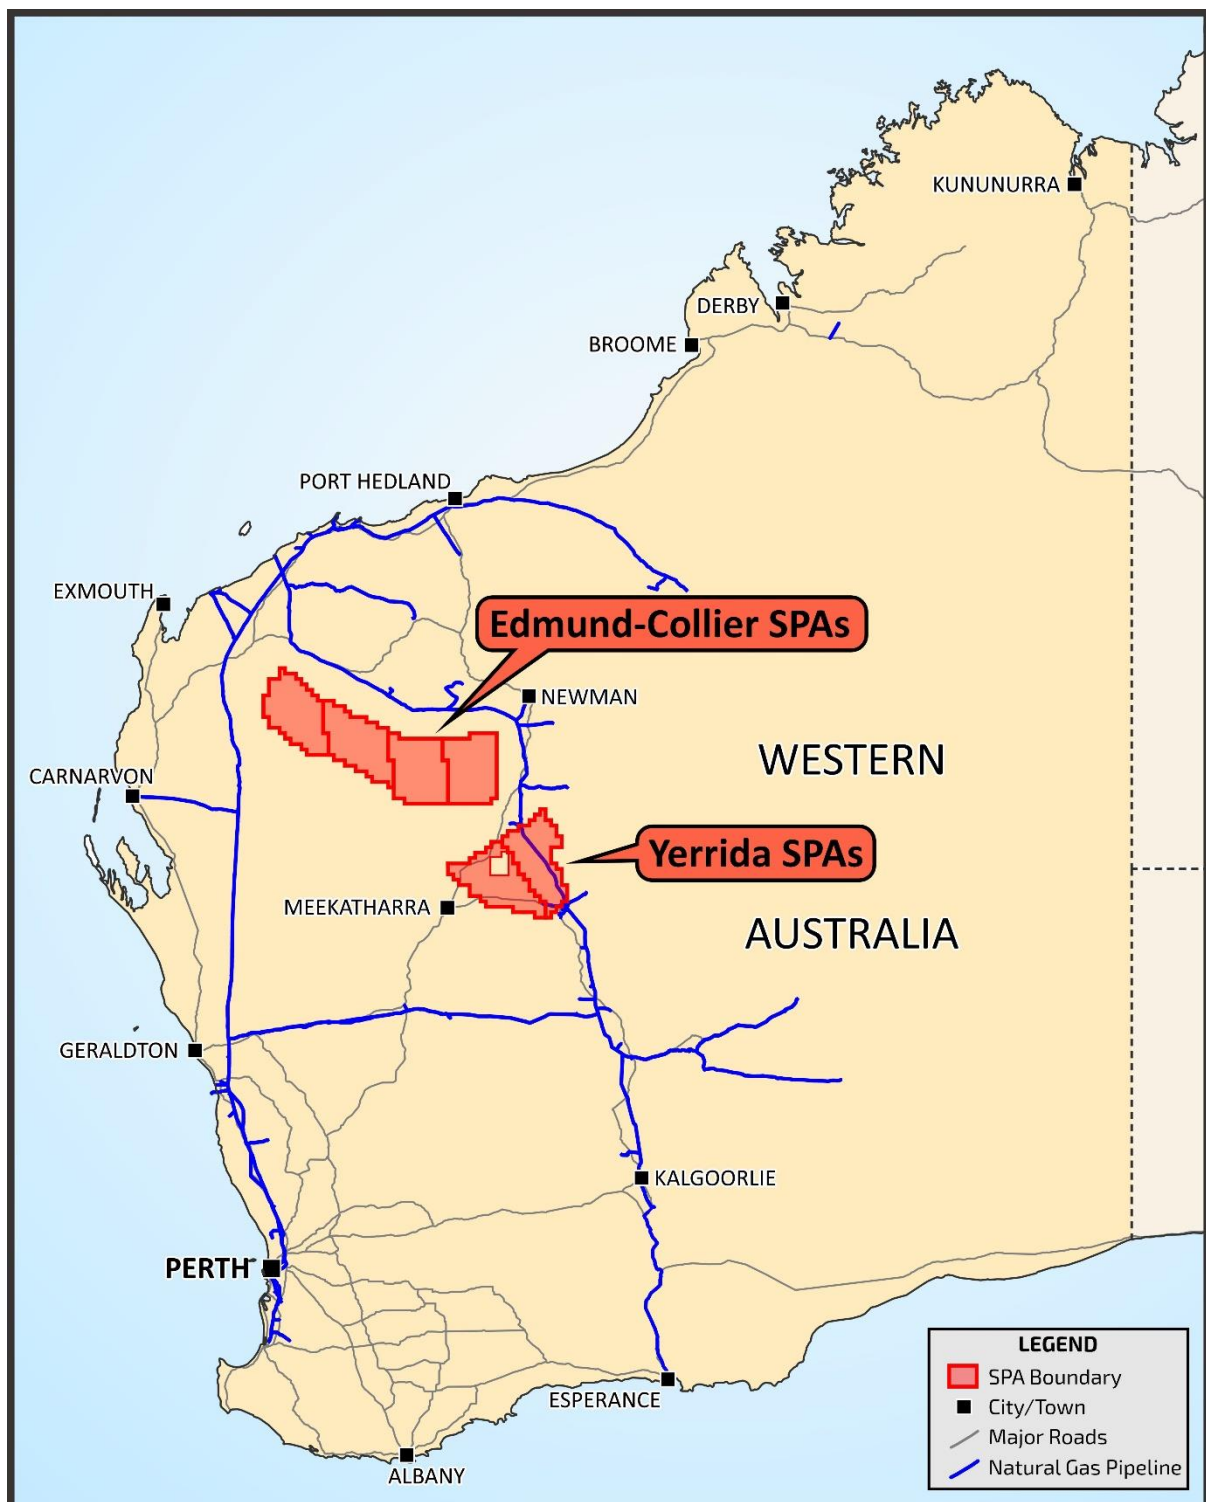 KUNUNURRA
DERBY
BROOME
PORT HEDLAND
EXMOUTH
Edmund-Collier SPAs
NEWMAN
WESTERN
CARNARVON
Yerrida SPAs
MEEKATHARRA
AUSTRALIA
GERALDTON
KALGOORLIE
PERTH
ESPERANCE
ALBANY
LEGEND
SPA Boundary
City/Town
Major Roads
Natural Gas Pipeline